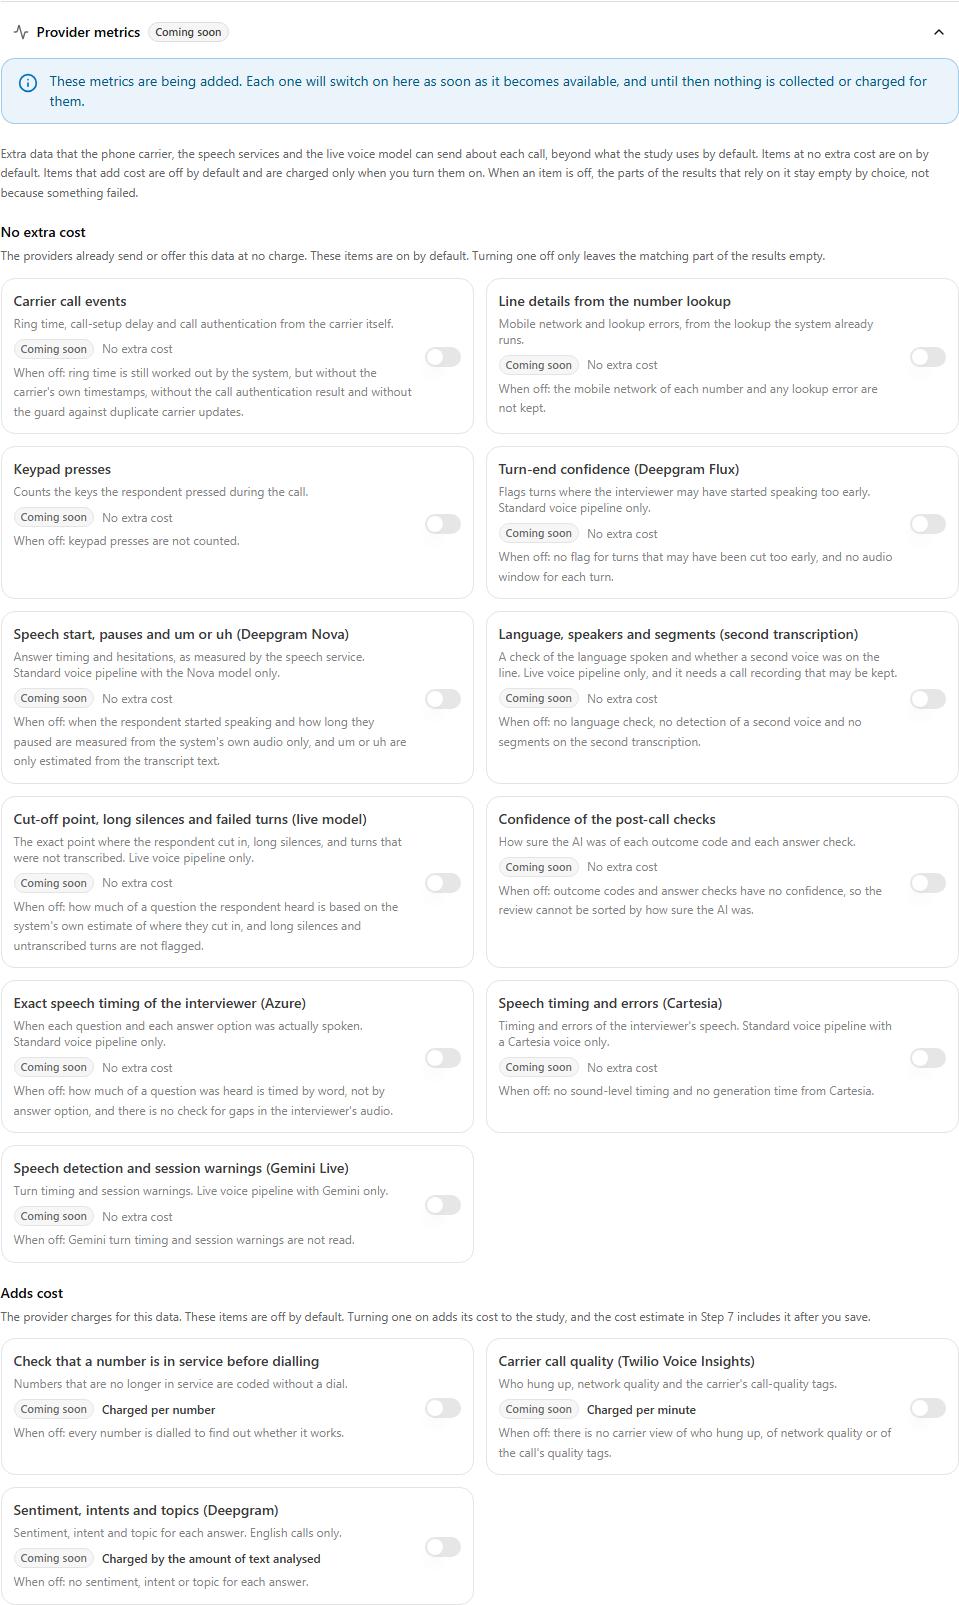 Provider metrics Coming soon
These metrics are being added. Each one will switch on here as soon as it becomes available, and until then nothing is collected or charged for
them.
Extra data that the phone carrier, the speech services and the live voice model can send about each call, beyond what the study uses by default. Items at no extra cost are on by
default. Items that add cost are off by default and are charged only when you turn them on. When an item is off, the parts of the results that rely on it stay empty by choice, not
because something failed.
No extra cost
The providers already send or offer this data at no charge. These items are on by default. Turning one off only leaves the matching part of the results empty.
Carrier call events
Ring time, call-setup delay and call authentication from the carrier itself.
Coming soon No extra cost
When off: ring time is still worked out by the system, but without the
carrier's own timestamps, without the call authentication result and without
the guard against duplicate carrier updates.
Line details from the number lookup
Mobile network and lookup errors, from the lookup the system already
runs.
Coming soon No extra cost
When off: the mobile network of each number and any lookup error are
not kept.
Keypad presses
Counts the keys the respondent pressed during the call.
Coming soon No extra cost
When off: keypad presses are not counted.
Turn-end confidence (Deepgram Flux)
Flags turns where the interviewer may have started speaking too early.
Standard voice pipeline only.
Coming soon No extra cost
When off: no flag for turns that may have been cut too early, and no audio
window for each turn.
Speech start, pauses and um or uh (Deepgram Nova)
Answer timing and hesitations, as measured by the speech service.
Standard voice pipeline with the Nova model only.
Coming soon No extra cost
When off: when the respondent started speaking and how long they
paused are measured from the system's own audio only, and um or uh are
only estimated from the transcript text.
Language, speakers and segments (second transcription)
A check of the language spoken and whether a second voice was on the
line. Live voice pipeline only, and it needs a call recording that may be kept.
Coming soon No extra cost
When off: no language check, no detection of a second voice and no
segments on the second transcription.
Cut-off point, long silences and failed turns (live model)
The exact point where the respondent cut in, long silences, and turns that
were not transcribed. Live voice pipeline only.
Coming soon No extra cost
When off: how much of a question the respondent heard is based on the
system's own estimate of where they cut in, and long silences and
untranscribed turns are not flagged.
Confidence of the post-call checks
How sure the AI was of each outcome code and each answer check.
Coming soon No extra cost
When off: outcome codes and answer checks have no confidence, so the
review cannot be sorted by how sure the AI was.
Exact speech timing of the interviewer (Azure)
When each question and each answer option was actually spoken.
Standard voice pipeline only.
Coming soon No extra cost
When off: how much of a question was heard is timed by word, not by
answer option, and there is no check for gaps in the interviewer's audio.
Speech timing and errors (Cartesia)
Timing and errors of the interviewer's speech. Standard voice pipeline with
a Cartesia voice only.
Coming soon No extra cost
When off: no sound-level timing and no generation time from Cartesia.
Speech detection and session warnings (Gemini Live)
Turn timing and session warnings. Live voice pipeline with Gemini only.
Coming soon No extra cost
When off: Gemini turn timing and session warnings are not read.
Adds cost
The provider charges for this data. These items are off by default. Turning one on adds its cost to the study, and the cost estimate in Step 7 includes it after you save.
Check that a number is in service before dialling
Numbers that are no longer in service are coded without a dial.
Coming soon Charged per number
When off: every number is dialled to find out whether it works.
Carrier call quality (Twilio Voice Insights)
Who hung up, network quality and the carrier's call-quality tags.
Coming soon Charged per minute
When off: there is no carrier view of who hung up, of network quality or of
the call's quality tags.
Sentiment, intents and topics (Deepgram)
Sentiment, intent and topic for each answer. English calls only.
Coming soon Charged by the amount of text analysed
When off: no sentiment, intent or topic for each answer.